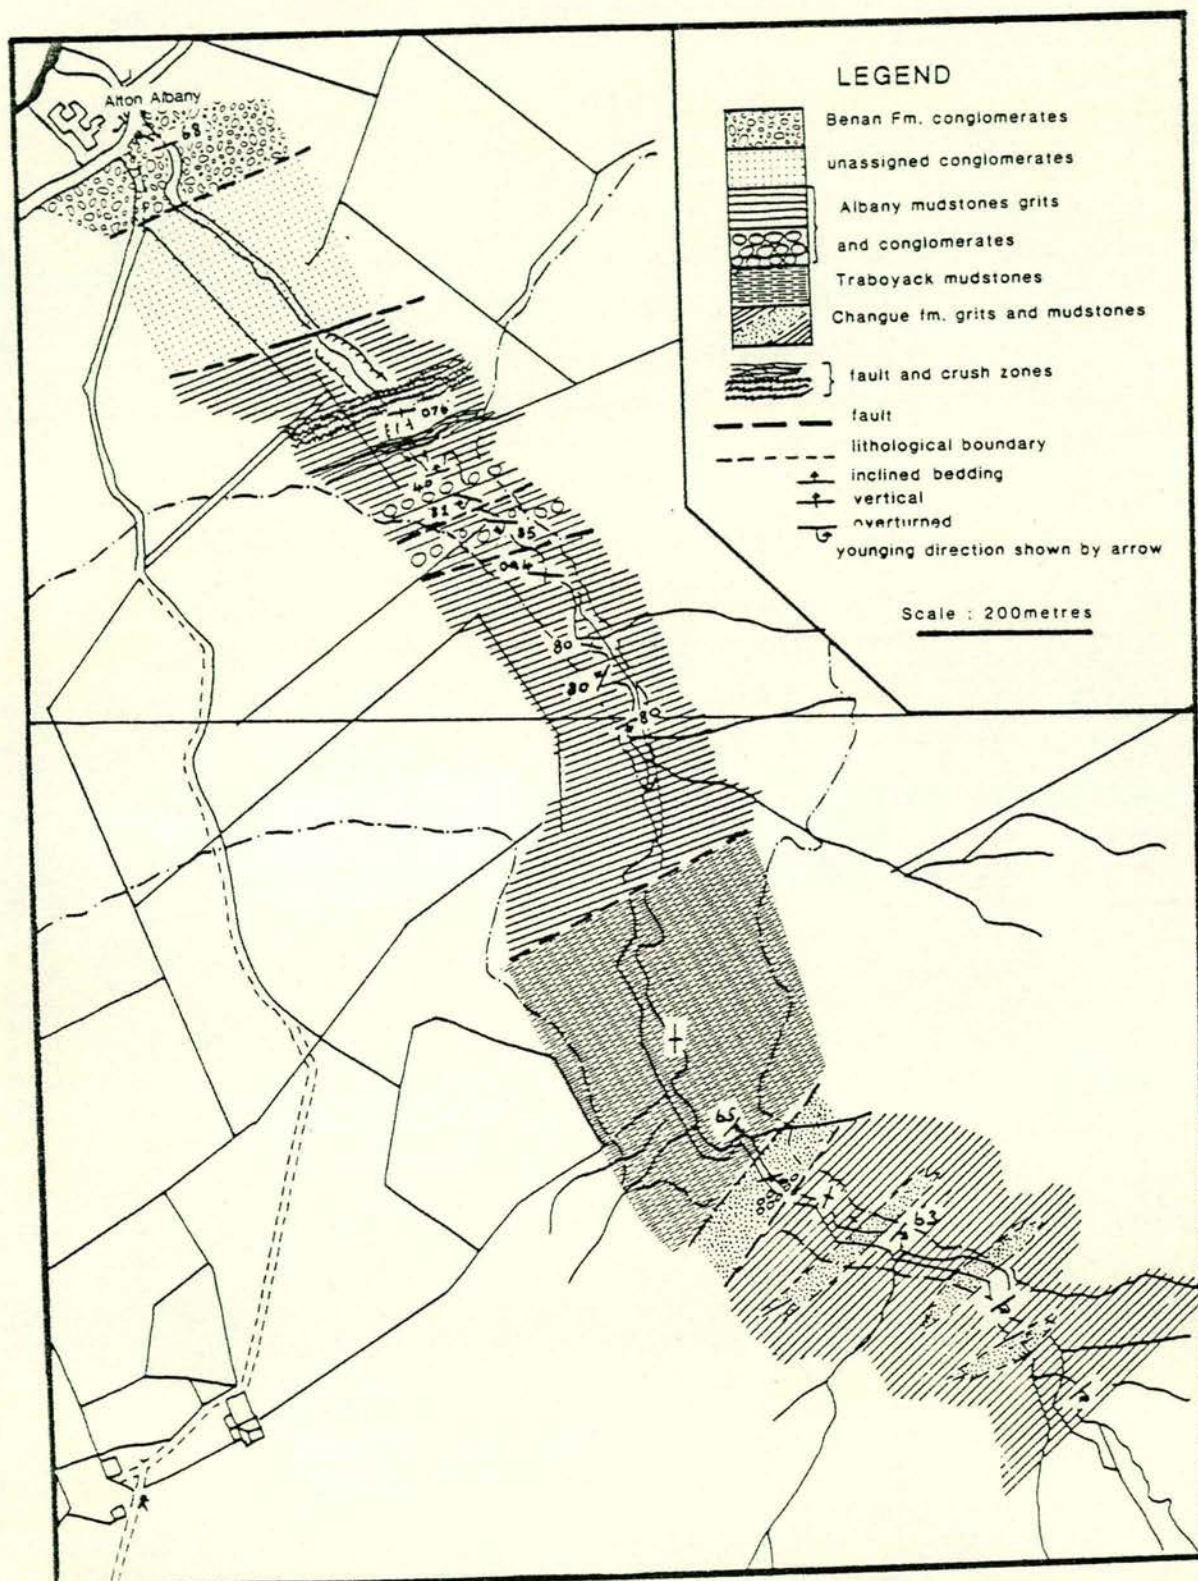 LEGEND
Benan Fm. conglomerates
unassigned conglomerates
Albany mudstones grits
and conglomerates
Traboyack mudstones
Changue fm. grits and mudstones
fault and crush zones
fault
lithological boundary
inclined bedding
vertical
overturned
younging direction shown by arrow
Scale : 200metres
Alton Albany
68
076
40
82
85
094
80
80
80
65
63